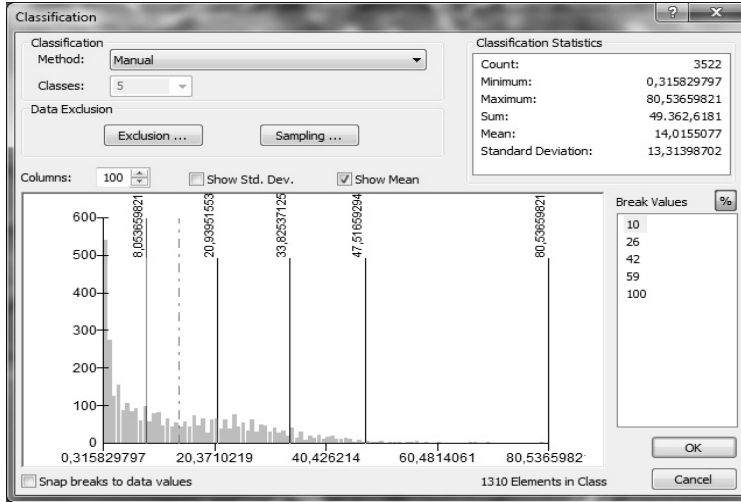 Classification
?
X
Classification
Method: Manual
Classes: 5
Data Exclusion
Exclusion ...
Sampling ...
Classification Statistics
Count: 3522
Minimum: 0,315829797
Maximum: 80,53659821
Sum: 49.362,6181
Mean: 14,0155077
Standard Deviation: 13,31398702
Columns: 100
Show Std. Dev.
Show Mean
600
500
400
300
200
100
0
8,053659821
20,93951553
33,82537125
47,51659294
80,53659821
0,315829797
20,3710219
40,426214
60,4814061
80,5365982
Break Values
%
10
26
42
59
100
OK
Snap breaks to data values
1310 Elements in Class
Cancel